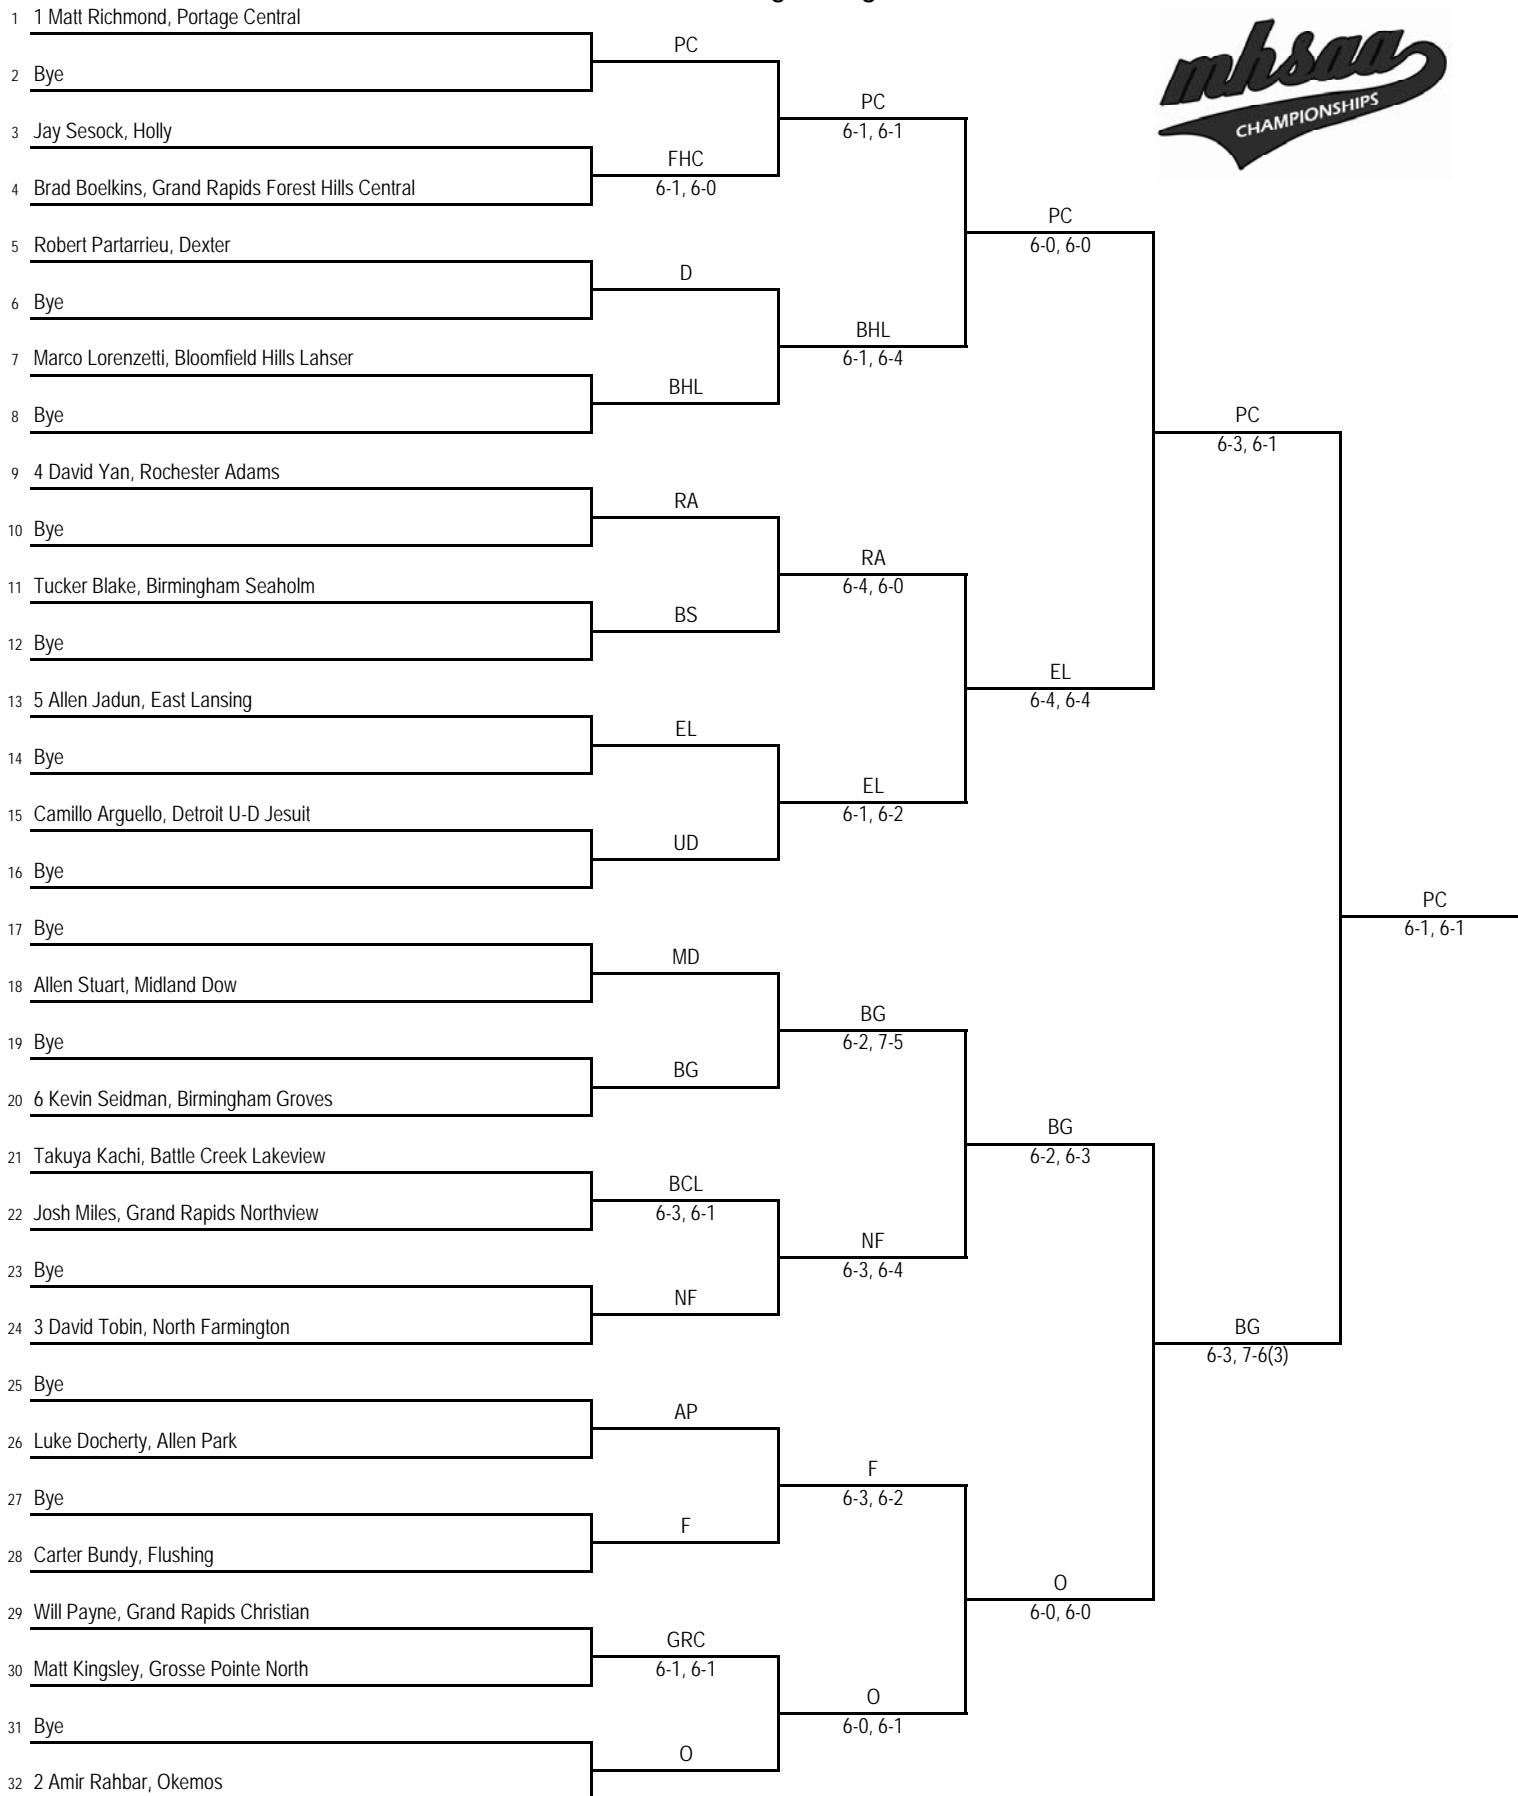 1 1 Matt Richmond, Portage Central
PC
2 Bye
mhsaa
CHAMPIONSHIPS
PC
6-1, 6-1
3 Jay Sesock, Holly
FHC
6-1, 6-0
4 Brad Boelkins, Grand Rapids Forest Hills Central
PC
6-0, 6-0
5 Robert Partarrieu, Dexter
D
6 Bye
BHL
6-1, 6-4
7 Marco Lorenzetti, Bloomfield Hills Lahser
BHL
8 Bye
PC
6-3, 6-1
9 4 David Yan, Rochester Adams
RA
10 Bye
RA
6-4, 6-0
11 Tucker Blake, Birmingham Seaholm
BS
12 Bye
EL
6-4, 6-4
13 5 Allen Jadun, East Lansing
EL
14 Bye
EL
6-1, 6-2
15 Camillo Arguello, Detroit U-D Jesuit
UD
16 Bye
PC
6-1, 6-1
17 Bye
MD
18 Allen Stuart, Midland Dow
BG
6-2, 7-5
19 Bye
BG
20 6 Kevin Seidman, Birmingham Groves
BG
6-2, 6-3
21 Takuya Kachi, Battle Creek Lakeview
BCL
6-3, 6-1
22 Josh Miles, Grand Rapids Northview
NF
6-3, 6-4
23 Bye
NF
24 3 David Tobin, North Farmington
BG
6-3, 7-6(3)
25 Bye
AP
26 Luke Docherty, Allen Park
F
6-3, 6-2
27 Bye
F
28 Carter Bundy, Flushing
O
6-0, 6-0
29 Will Payne, Grand Rapids Christian
GRC
6-1, 6-1
30 Matt Kingsley, Grosse Pointe North
O
6-0, 6-1
31 Bye
O
32 2 Amir Rahbar, Okemos